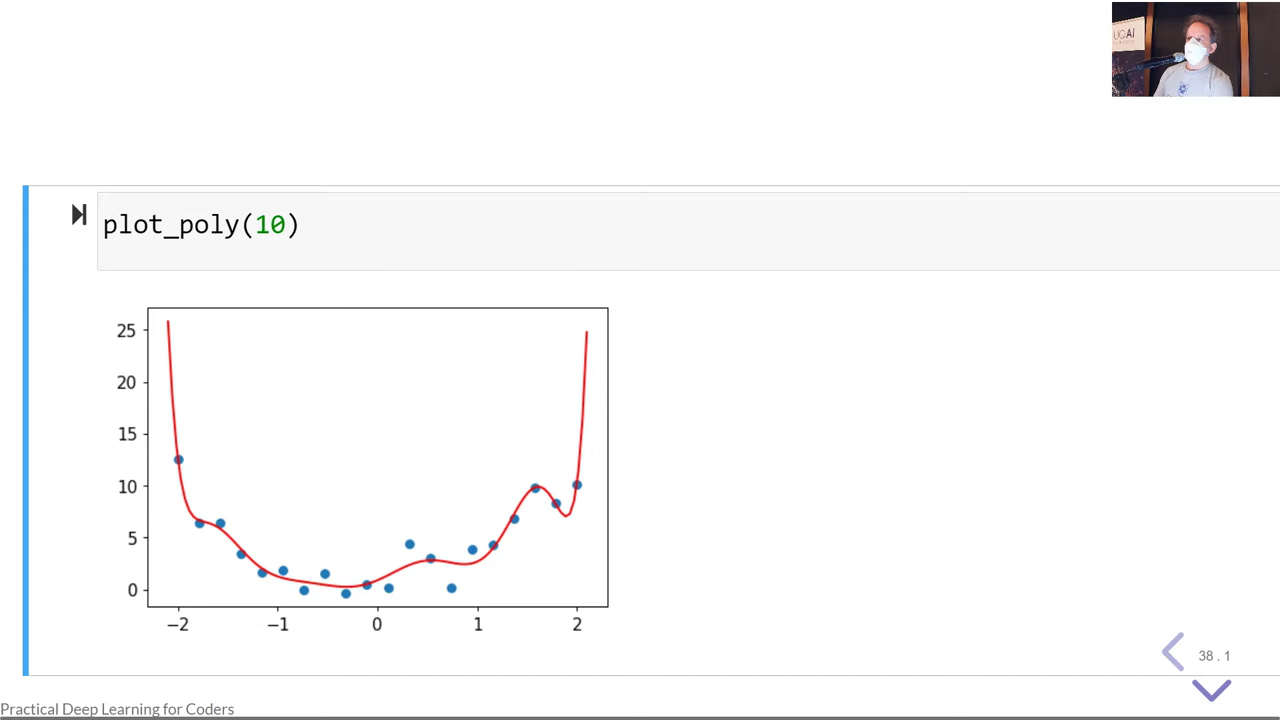 UQAI
plot_poly(10)
25
20
15
10
5
0
−2
−1
0
1
2
38 . 1
Practical Deep Learning for Coders